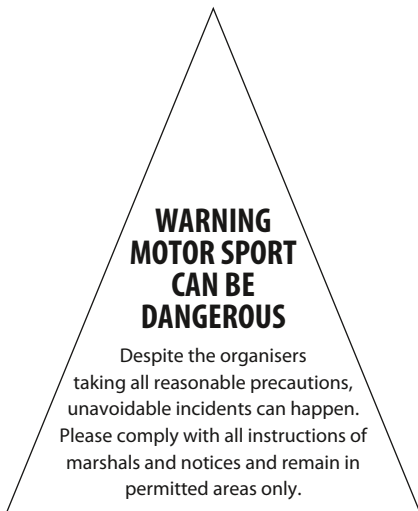 WARNING
MOTOR SPORT
CAN BE
DANGEROUS
Despite the organisers
taking all reasonable precautions,
unavoidable incidents can happen.
Please comply with all instructions of
marshals and notices and remain in
permitted areas only.